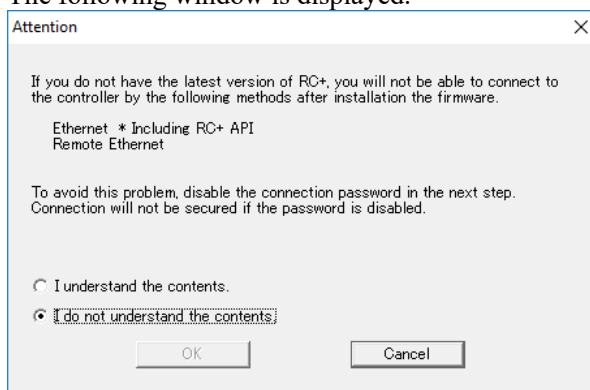 The following window is displayed.
Attention
If you do not have the latest version of RC+, you will not be able to connect to
the controller by the following methods after installation the firmware.
Ethernet * Including RC+ API
Remote Ethernet
To avoid this problem, disable the connection password in the next step.
Connection will not be secured if the password is disabled.
I understand the contents.
I do not understand the contents.
OK
Cancel